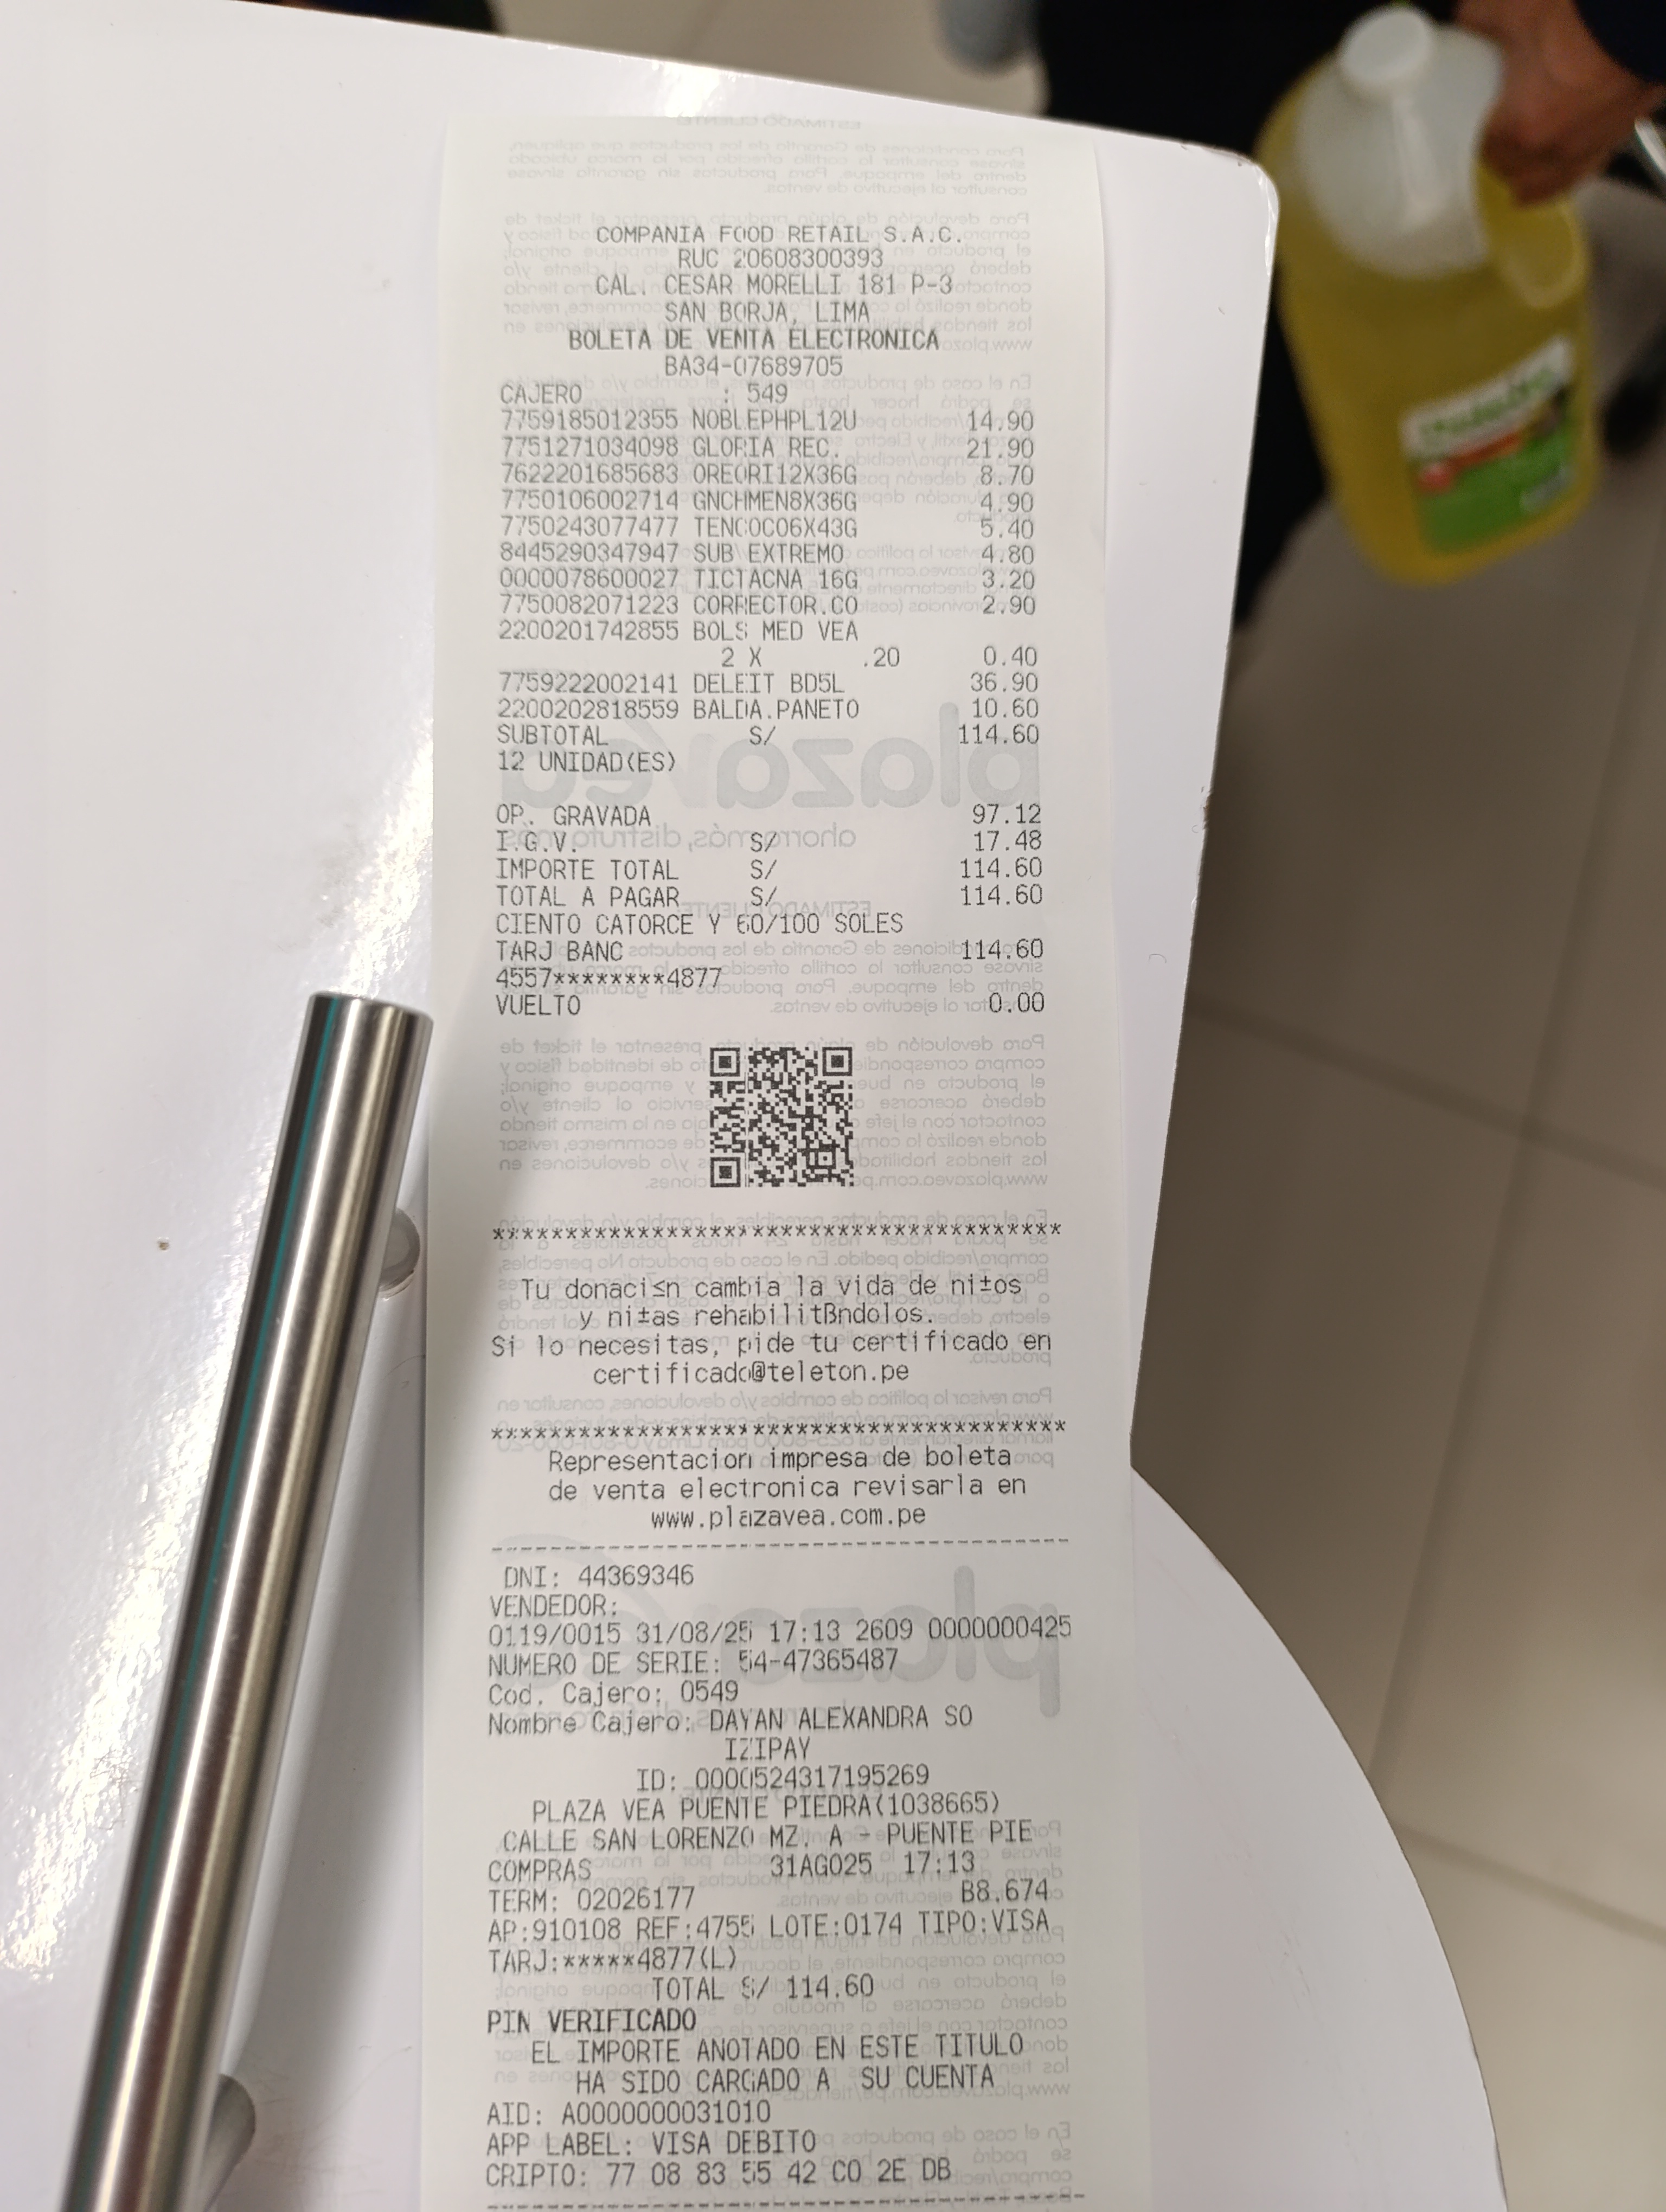 COMPANIA FOOD RETAIL S.A.C.
RUC 20608300393
CAL. CESAR MORELLI 181 P-3
SAN BORJA, LIMA
BOLETA DE VENTA ELECTRONICA
BA34-07689705
CAJERO : 549
7759185012355 NOBLEPHPL12U 14.90
7751271034098 GLORIA REC. 21.90
7622201685683 OREORI12X36G 8.70
7750106002714 GNCHMEN8X36G 4.90
7750243077477 TENCOCO6X43G 5.40
8445290347947 SUB EXTREMO 4.80
0000078600027 TICTACNA 16G 3.20
7750082071223 CORRECTOR.CO 2.90
2200201742855 BOLS MED VEA
2 X .20 0.40
7759222002141 DELEIT BD5L 36.90
2200202818559 BALDA.PANETO 10.60
SUBTOTAL S/ 114.60
12 UNIDAD(ES)
OP. GRAVADA 97.12
I.G.V. S/ 17.48
IMPORTE TOTAL S/ 114.60
TOTAL A PAGAR S/ 114.60
CIENTO CATORCE Y 60/100 SOLES
TARJ BANC 114.60
4557********4877
VUELTO 0.00
****************************************
Tu donaci≤n cambia la vida de ni±os
y ni±as rehabilitßndolos.
Si lo necesitas, pide tu certificado en
certificado@teleton.pe
****************************************
Representacion impresa de boleta
de venta electronica revisarla en
www.plazavea.com.pe
----------------------------------------
DNI: 44369346
VENDEDOR:
0119/0015 31/08/25 17:13 2609 0000000425
NUMERO DE SERIE: 54-47365487
Cod. Cajero: 0549
Nombre Cajero: DAYAN ALEXANDRA SO
IZIPAY
ID: 0000524317195269
PLAZA VEA PUENTE PIEDRA(1038665)
CALLE SAN LORENZO MZ. A - PUENTE PIE
COMPRAS 31AGO25 17:13
TERM: 02026177 B8.674
AP:910108 REF:4755 LOTE:0174 TIPO:VISA
TARJ:*****4877(L)
TOTAL S/ 114.60
PIN VERIFICADO
EL IMPORTE ANOTADO EN ESTE TITULO
HA SIDO CARGADO A SU CUENTA
AID: A0000000031010
APP LABEL: VISA DEBITO
CRIPTO: 77 08 83 55 42 C0 2E DB
----------------------------------------